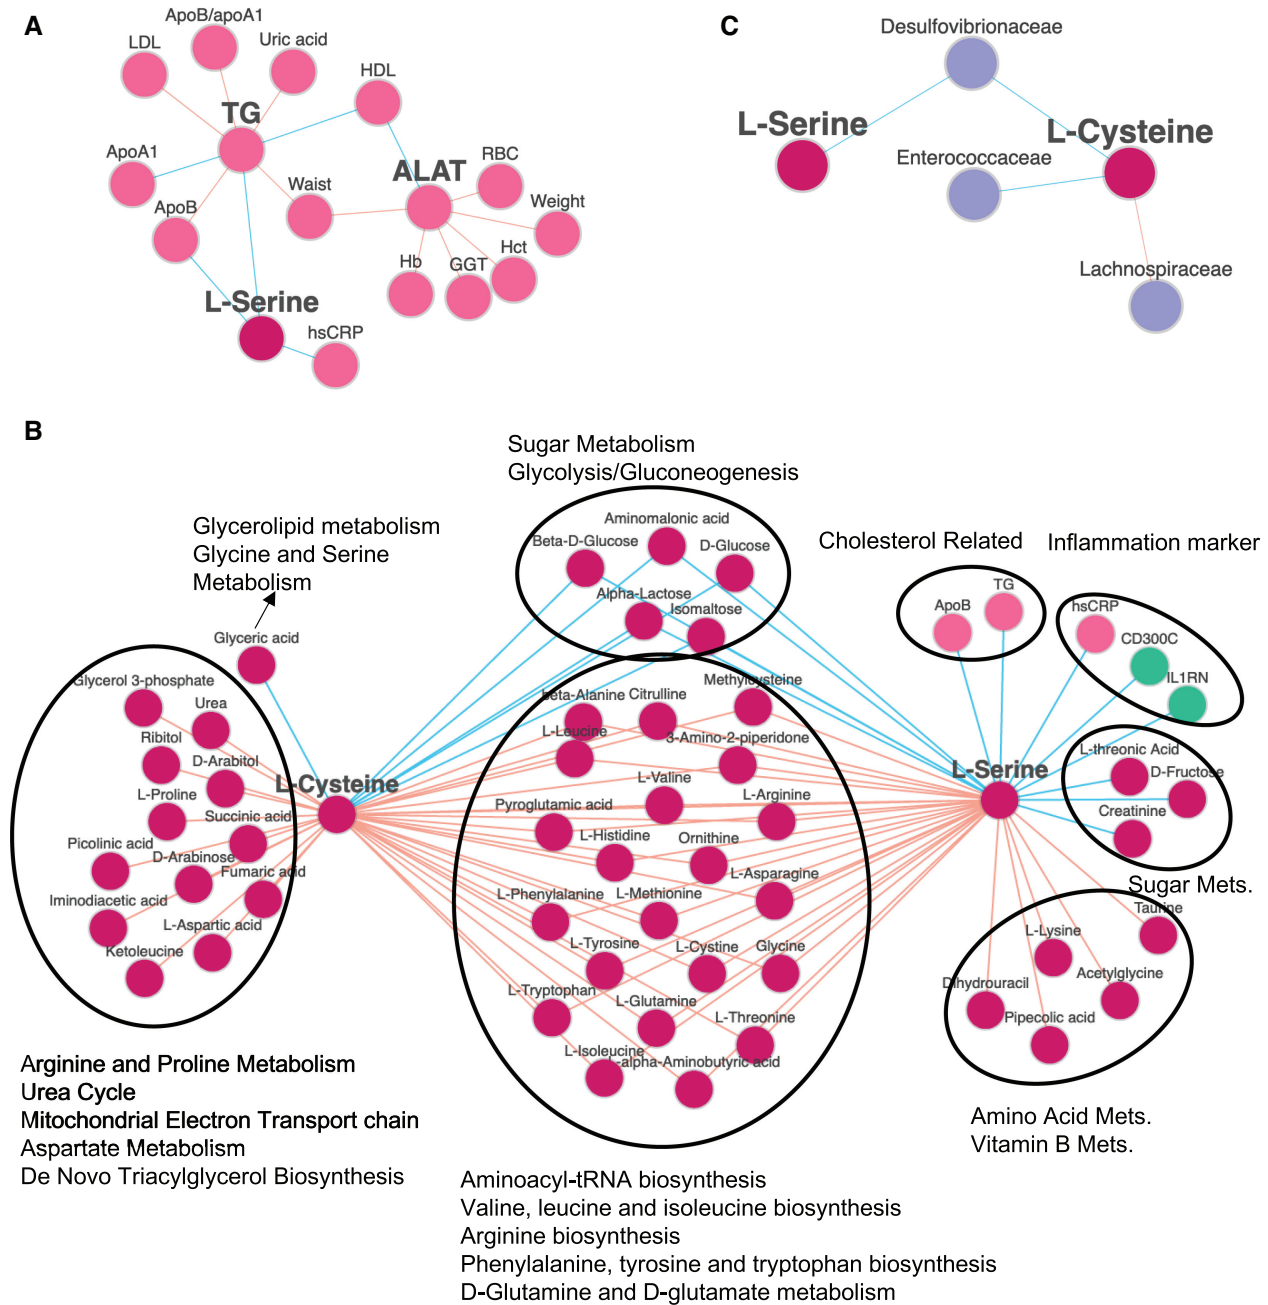 A
ApoB/apoA1
LDL
Uric acid
HDL
TG
ApoA1
ALAT
RBC
Waist
Weight
ApoB
Hb
GGT
Hct
L-Serine
hsCRP
C
Desulfovibrionaceae
L-Serine
L-Cysteine
Enterococcaceae
Lachnospiraceae
B
Sugar Metabolism
Glycolysis/Gluconeogenesis
Glycerolipid metabolism
Glycine and Serine
Metabolism
Glyceric acid
Aminomalonic acid
Beta-D-Glucose
D-Glucose
Alpha-Lactose
Isomaltose
Cholesterol Related
Inflammation marker
TG
ApoB
hsCRP
CD300C
IL1RN
Glycerol 3-phosphate
Urea
Ribitol
D-Arabitol
L-Proline
Succinic acid
Picolinic acid
D-Arabinose
Fumaric acid
Iminodiacetic acid
L-Aspartic acid
Ketoleucine
L-Cysteine
beta-Alanine
Citrulline
Methylcysteine
L-Leucine
3-Amino-2-piperidone
L-Valine
Pyroglutamic acid
L-Arginine
L-Histidine
Ornithine
L-Asparagine
L-Phenylalanine
L-Methionine
L-Tyrosine
L-Cystine
Glycine
L-Tryptophan
L-Glutamine
L-Threonine
L-Isoleucine
L-alpha-Aminobutyric acid
L-Serine
L-threonic Acid
D-Fructose
Creatinine
Sugar Mets.
Taurine
L-Lysine
Acetylglycine
Dihydrouracil
Pipecolic acid
Amino Acid Mets.
Vitamin B Mets.
Arginine and Proline Metabolism
Urea Cycle
Mitochondrial Electron Transport chain
Aspartate Metabolism
De Novo Triacylglycerol Biosynthesis
Aminoacyl-tRNA biosynthesis
Valine, leucine and isoleucine biosynthesis
Arginine biosynthesis
Phenylalanine, tyrosine and tryptophan biosynthesis
D-Glutamine and D-glutamate metabolism